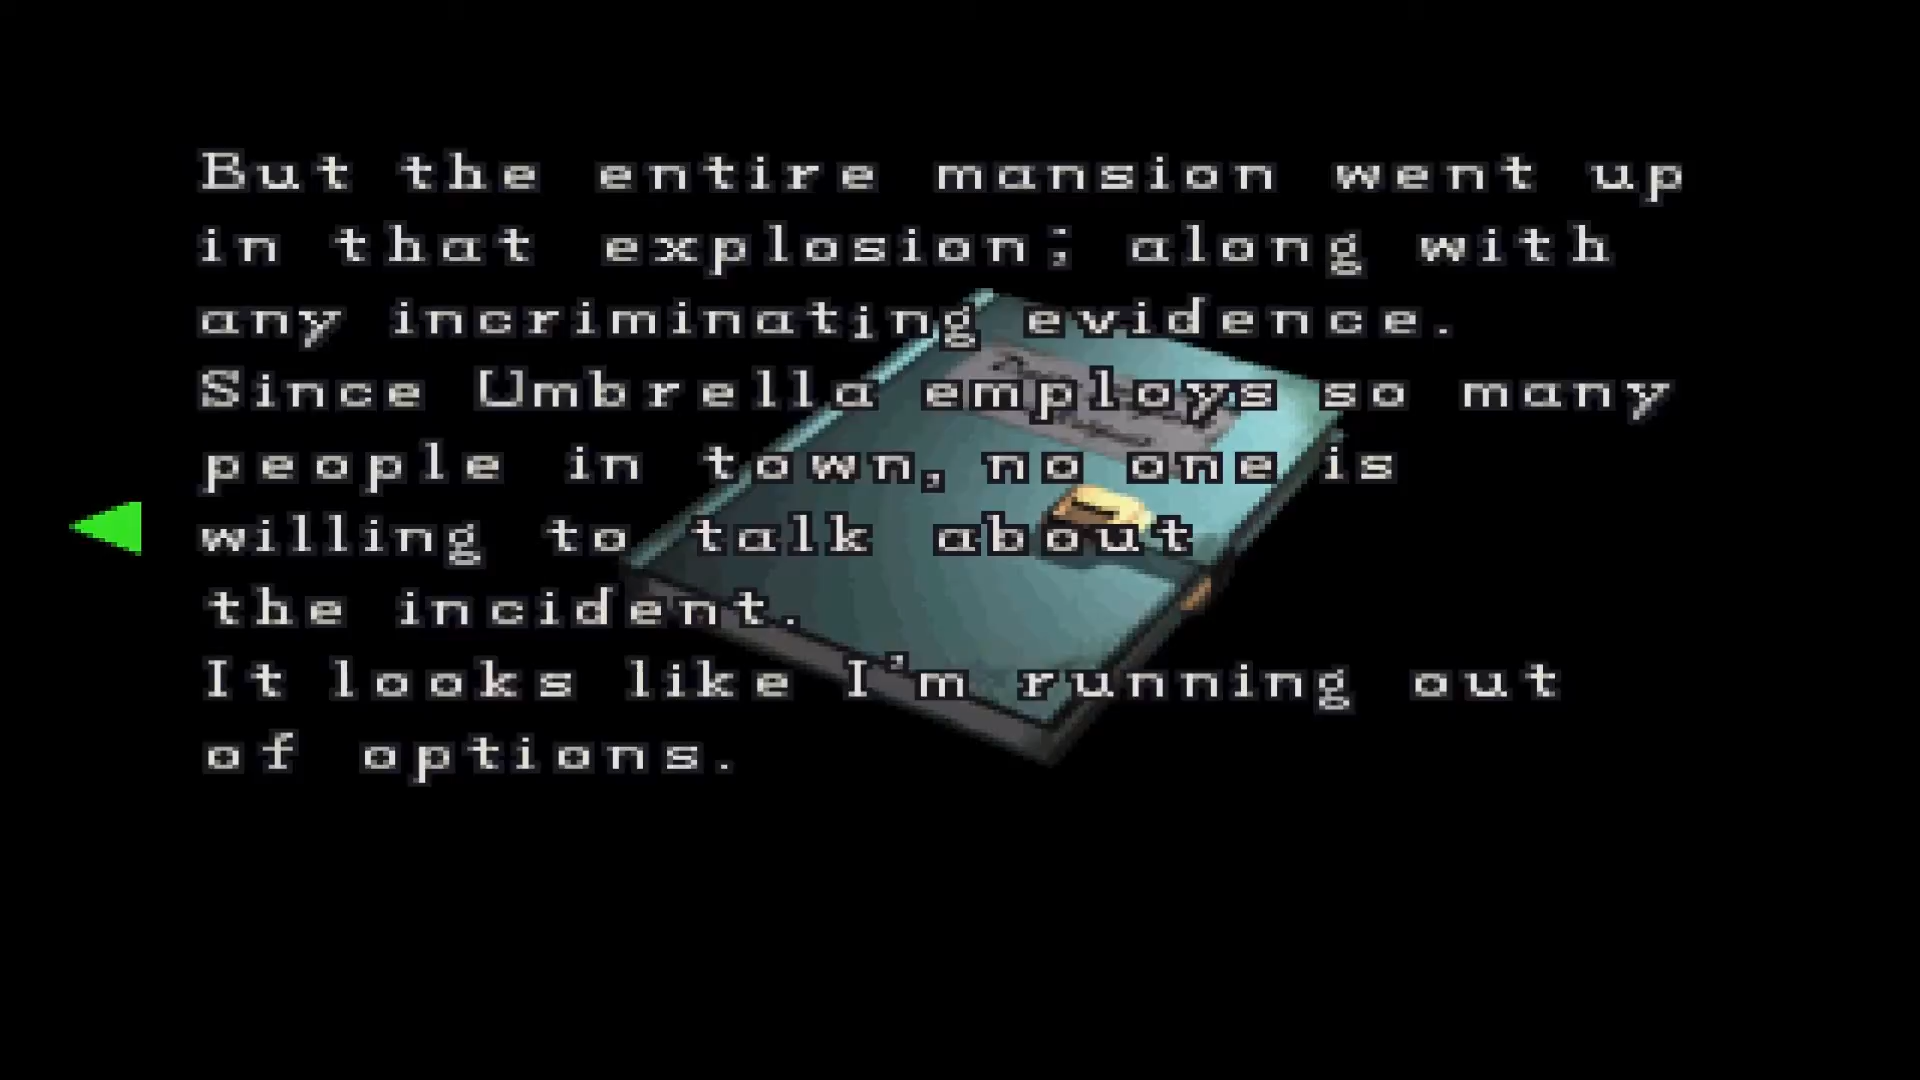 But the entire mansion went up
in that explosion; along with
any incriminating evidence.
Since Umbrella employs so many
people in town, no one is
willing to talk about
the incident.
It looks like I'm running out
of options.